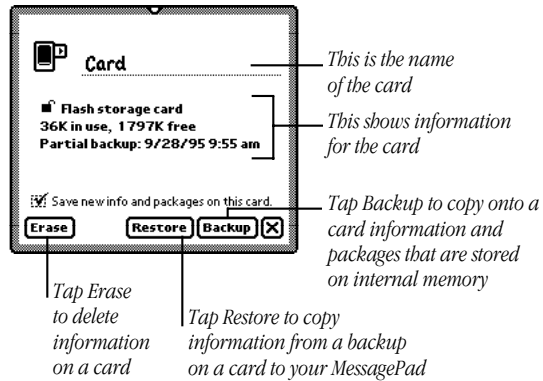 Card
This is the name
of the card
Flash storage card
36K in use, 1797K free
Partial backup: 9/28/95 9:55 am
This shows information
for the card
Save new info and packages on this card.
Erase
Restore
Backup
Tap Backup to copy onto a
card information and
packages that are stored
on internal memory
Tap Erase
to delete
information
on a card
Tap Restore to copy
information from a backup
on a card to your MessagePad